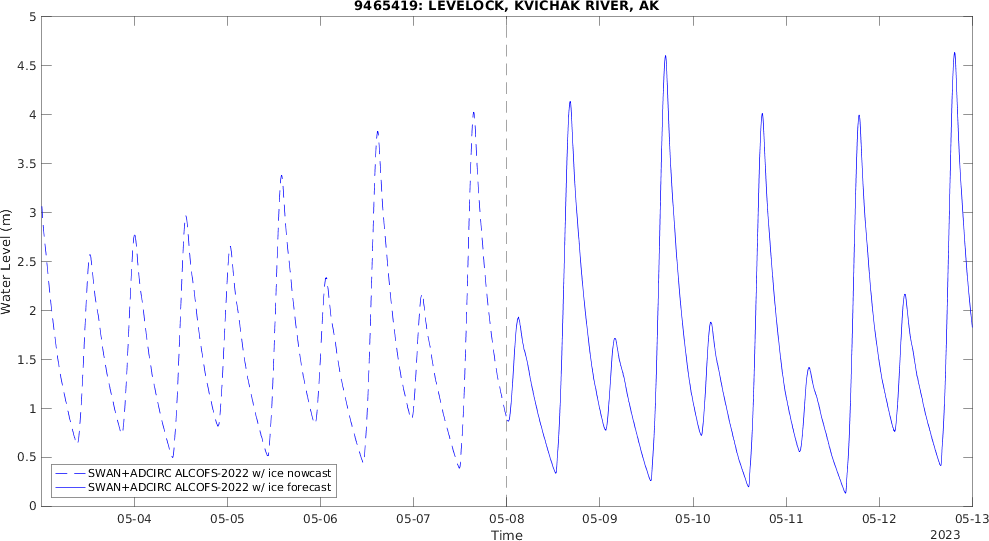 9465419: LEVELOCK, KVICHAK RIVER, AK
5
4.5
4
3.5
3
2.5
2
1.5
1
0.5
0
Water Level (m)
SWAN+ADCIRC ALCOFS-2022 w/ ice nowcast
SWAN+ADCIRC ALCOFS-2022 w/ ice forecast
05-04 05-05 05-06 05-07 05-08 05-09 05-10 05-11 05-12 05-13
Time
2023